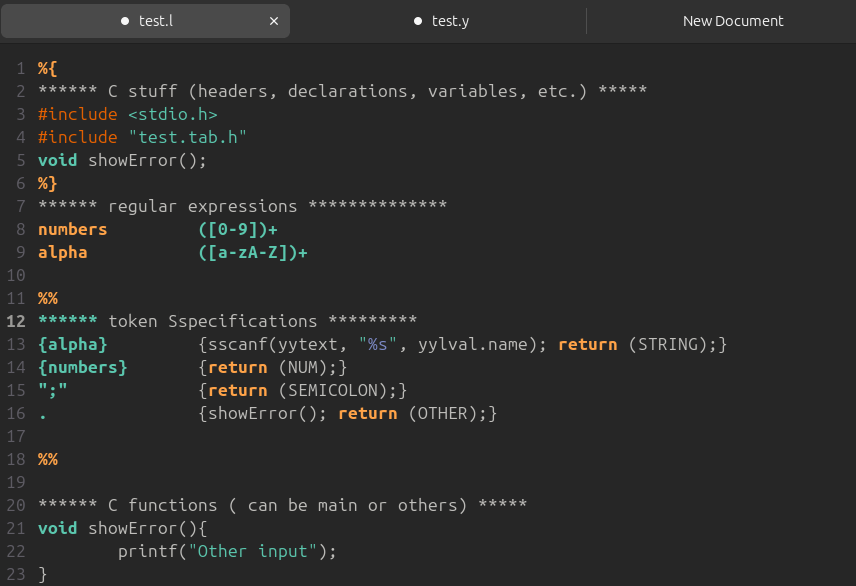 test.l × test.y New Document
1 %{
2 ****** C stuff (headers, declarations, variables, etc.) *****
3 #include <stdio.h>
4 #include "test.tab.h"
5 void showError();
6 %}
7 ****** regular expressions **************
8 numbers         ([0-9])+
9 alpha           ([a-zA-Z])+
10
11 %%
12 ****** token Sspecifications *********
13 {alpha}         {sscanf(yytext, "%s", yylval.name); return (STRING);}
14 {numbers}       {return (NUM);}
15 ";"             {return (SEMICOLON);}
16 .               {showError(); return (OTHER);}
17
18 %%
19
20 ****** C functions ( can be main or others) *****
21 void showError(){
22         printf("Other input");
23 }